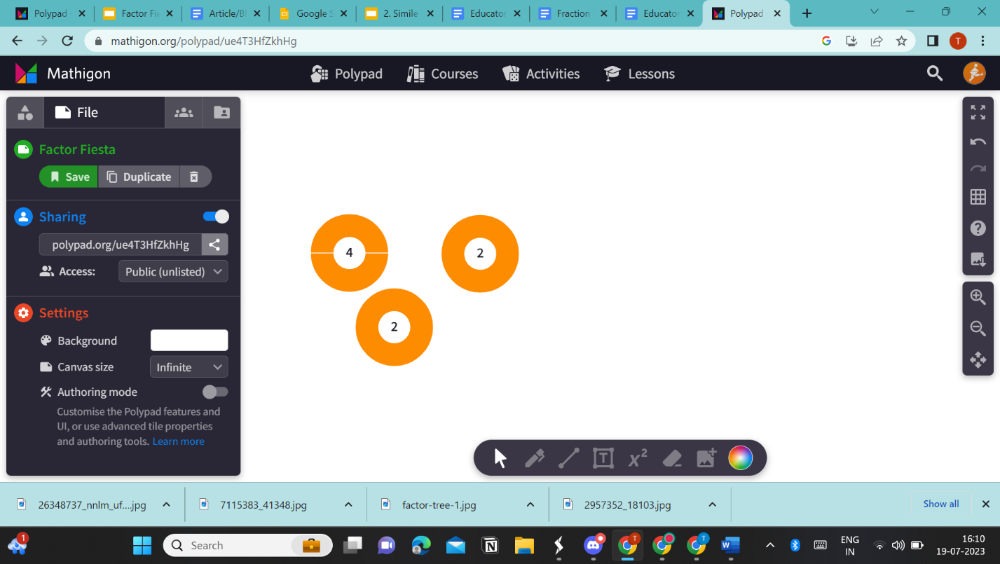 Polypad
Factor Fie
Article/Bl
Google S
2. Simile
Educator
Fraction
Educator
Polypad
mathigon.org/polypad/ue4T3HfZkhHg
T
Mathigon
Polypad
Courses
Activities
Lessons
File
Factor Fiesta
Save
Duplicate
Sharing
polypad.org/ue4T3HfZkhHg
Access:
Public (unlisted)
Settings
Background
Canvas size
Infinite
Authoring mode
Customise the Polypad features and
UI, or use advanced tile properties
and authoring tools. Learn more
4
2
2
T
x²
26348737_nnlm_uf....jpg
7115383_41348.jpg
factor-tree-1.jpg
2957352_18103.jpg
Show all
1
Search
T
T
ENG
IN
16:10
19-07-2023